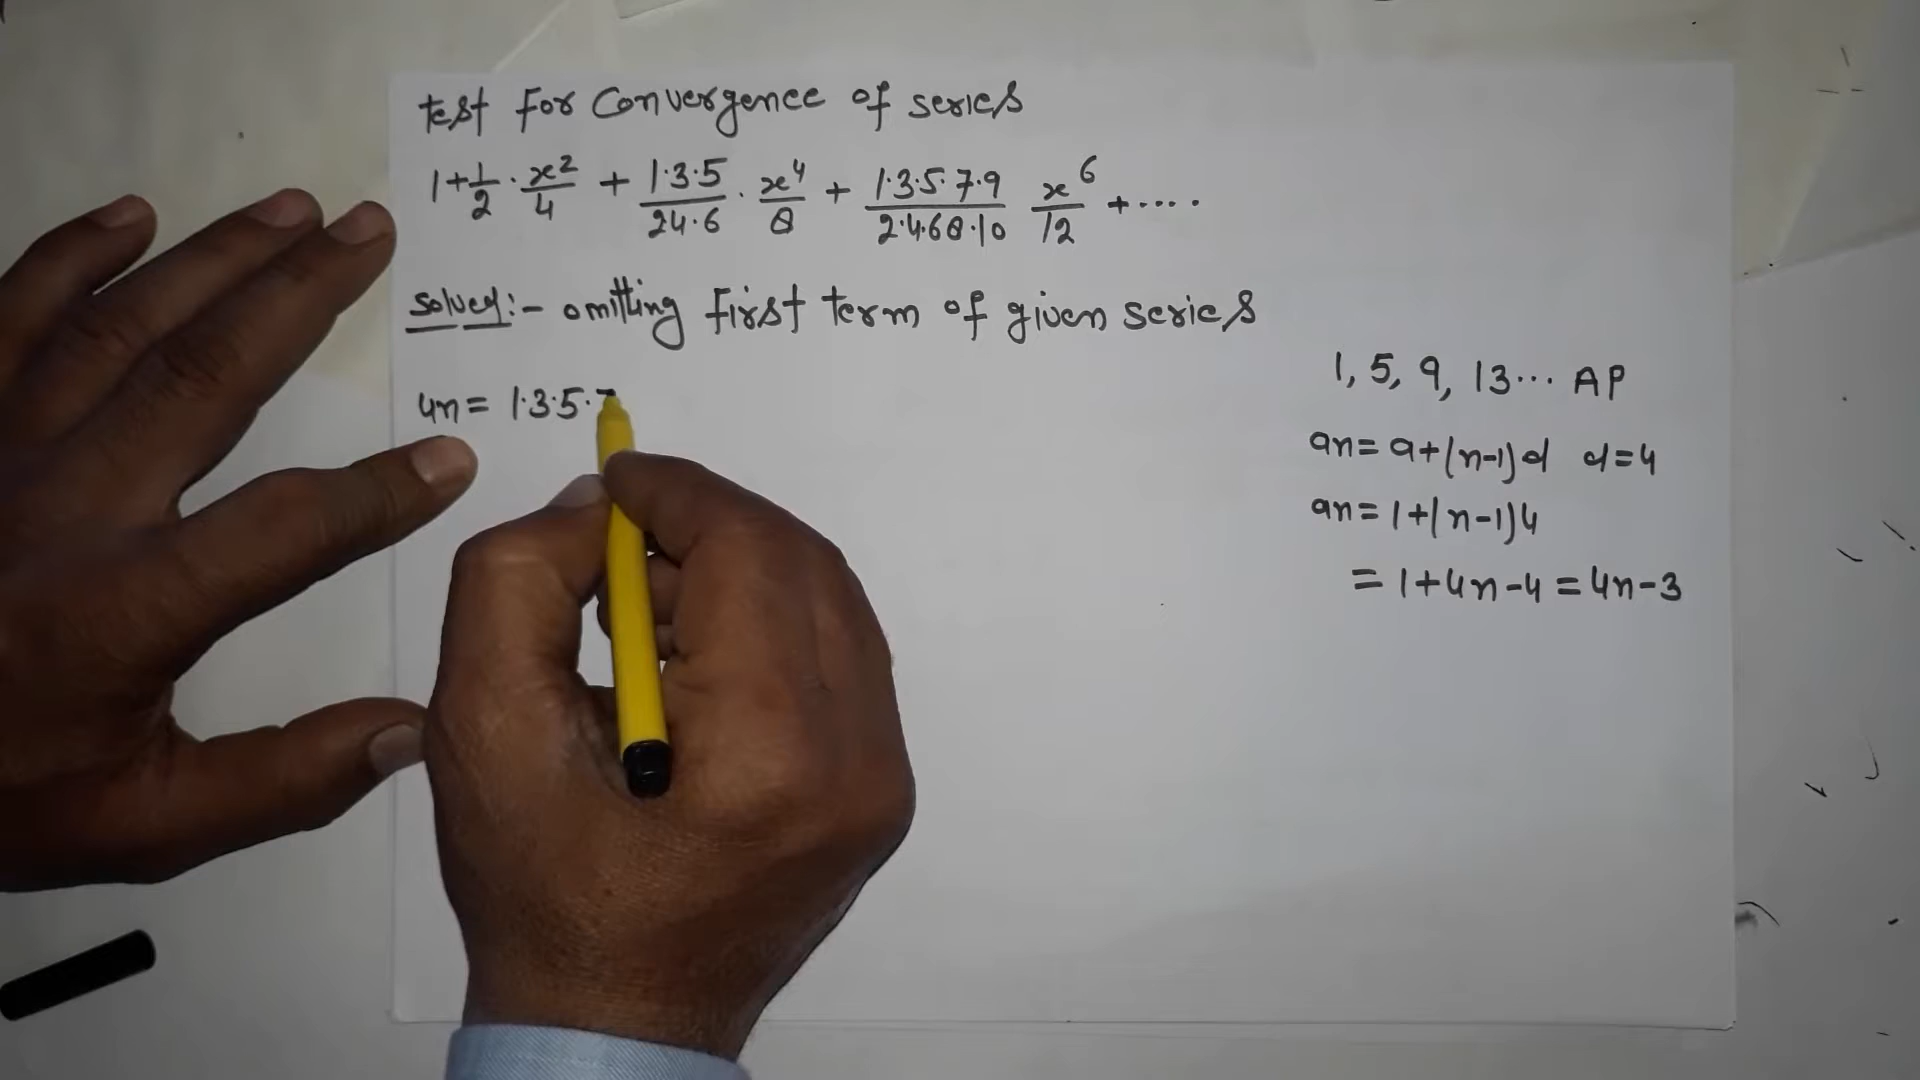 test For Convergence of series
1+1/2 · x²/4 + 1·3·5/2·4·6 · x⁴/8 + 1·3·5·7·9/2·4·6·8·10 x⁶/12 + ....
Solved:- omitting First term of given series
un= 1·3·5·7
1, 5, 9, 13... AP
an= a+(n-1)d d=4
an= 1+(n-1)4
= 1+4n-4 = 4n-3